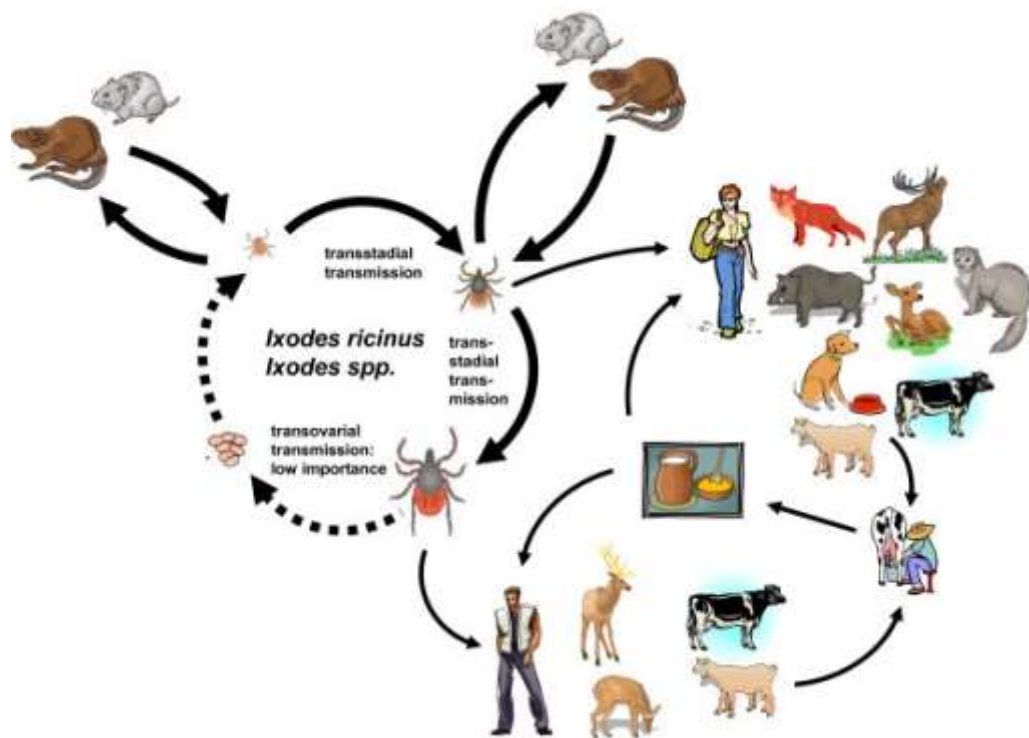 transstadial
transmission
Ixodes ricinus
Ixodes spp.
trans-
stadial
trans-
mission
transovarial
transmission:
low importance